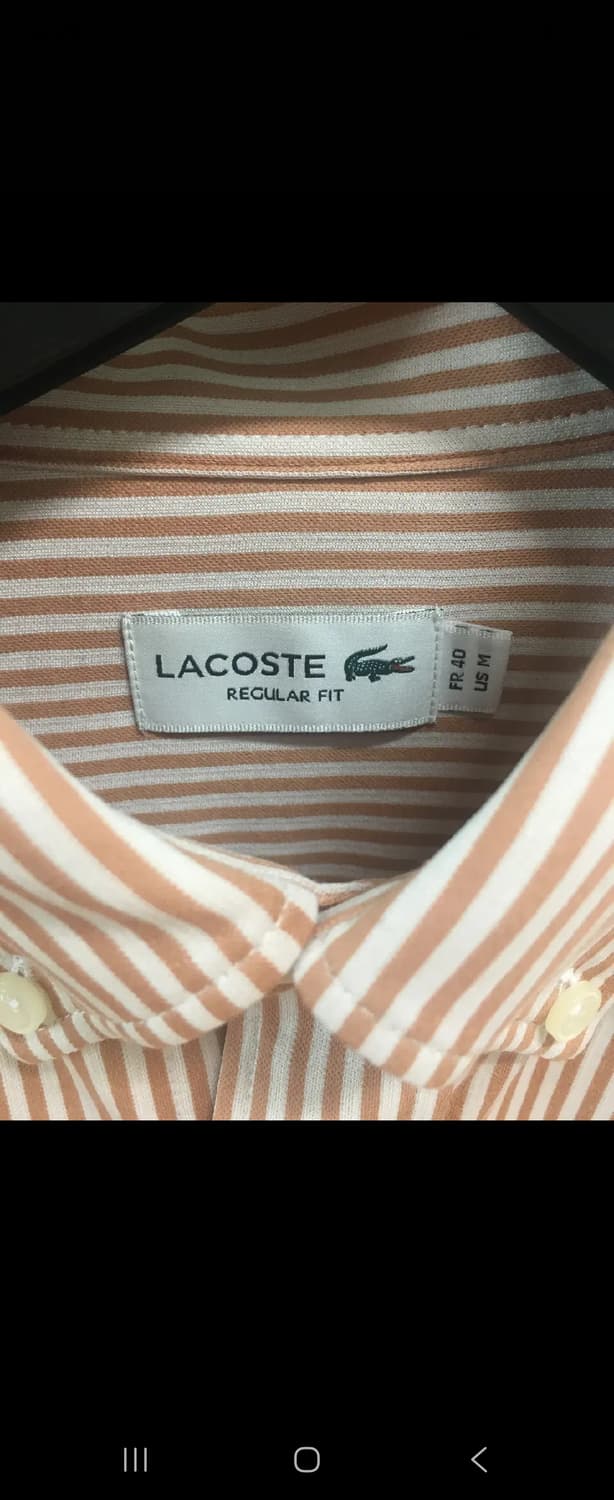 LACOSTE
REGULAR FIT
FR 40
US M